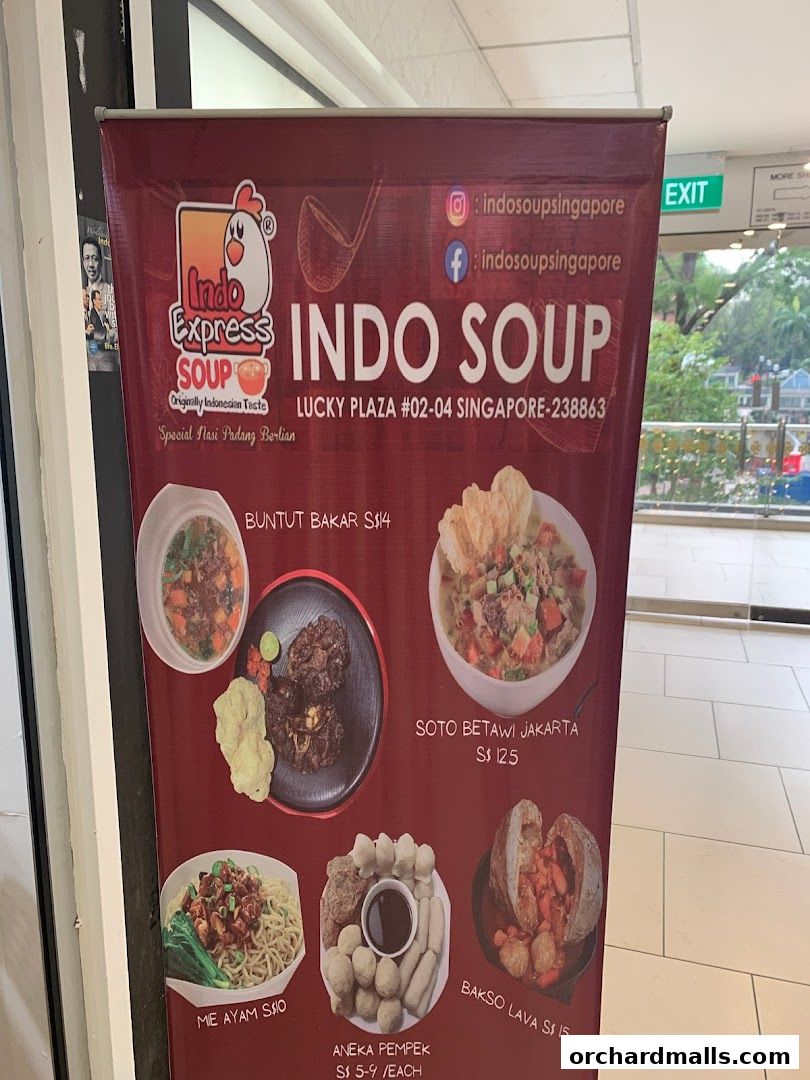 : indosoupsingapore
: indosoupsingapore
Indo
Express
SOUP
Originally Indonesian Taste
Special Nasi Padang Berlian
®
INDO SOUP
LUCKY PLAZA #02-04 SINGAPORE-238863
EXIT
MORE SH
BUNTUT BAKAR S$14
SOTO BETAWI JAKARTA
S$ 12.5
MIE AYAM S$10
ANEKA PEMPEK
S$ 5-9 /EACH
BAKSO LAVA S$ 15
orchardmalls.com